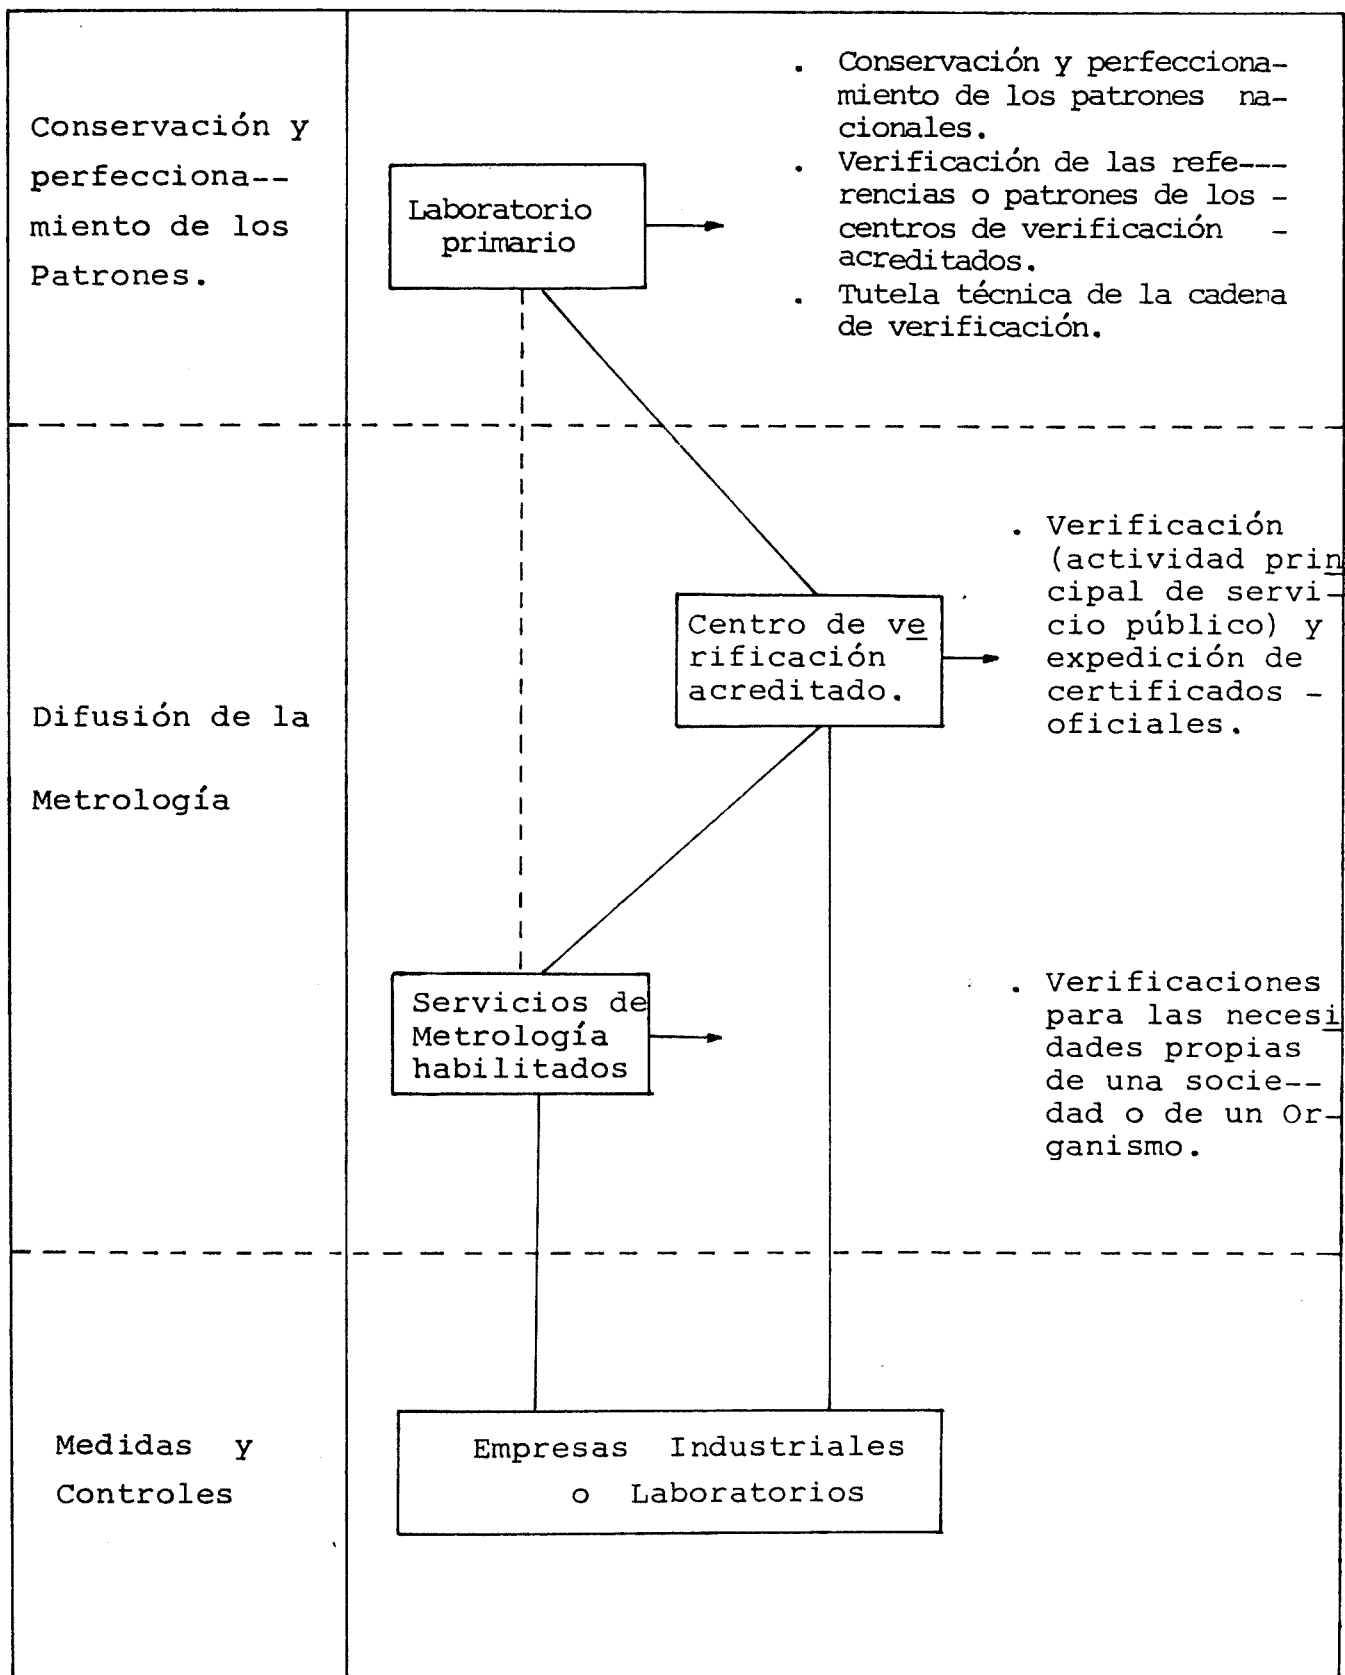 Conservación y
perfecciona--
miento de los
Patrones.
Laboratorio
primario
. Conservación y perfecciona-
miento de los patrones na-
cionales.
. Verificación de las refe---
rencias o patrones de los -
centros de verificación -
acreditados.
. Tutela técnica de la cadena
de verificación.
Difusión de la
Metrología
Centro de ve
rificación
acreditado.
. Verificación
(actividad prin
cipal de servi-
cio público) y
expedición de
certificados -
oficiales.
Servicios de
Metrología
habilitados
. Verificaciones
para las necesi
dades propias
de una socie--
dad o de un Or-
ganismo.
Medidas y
Controles
Empresas Industriales
o Laboratorios